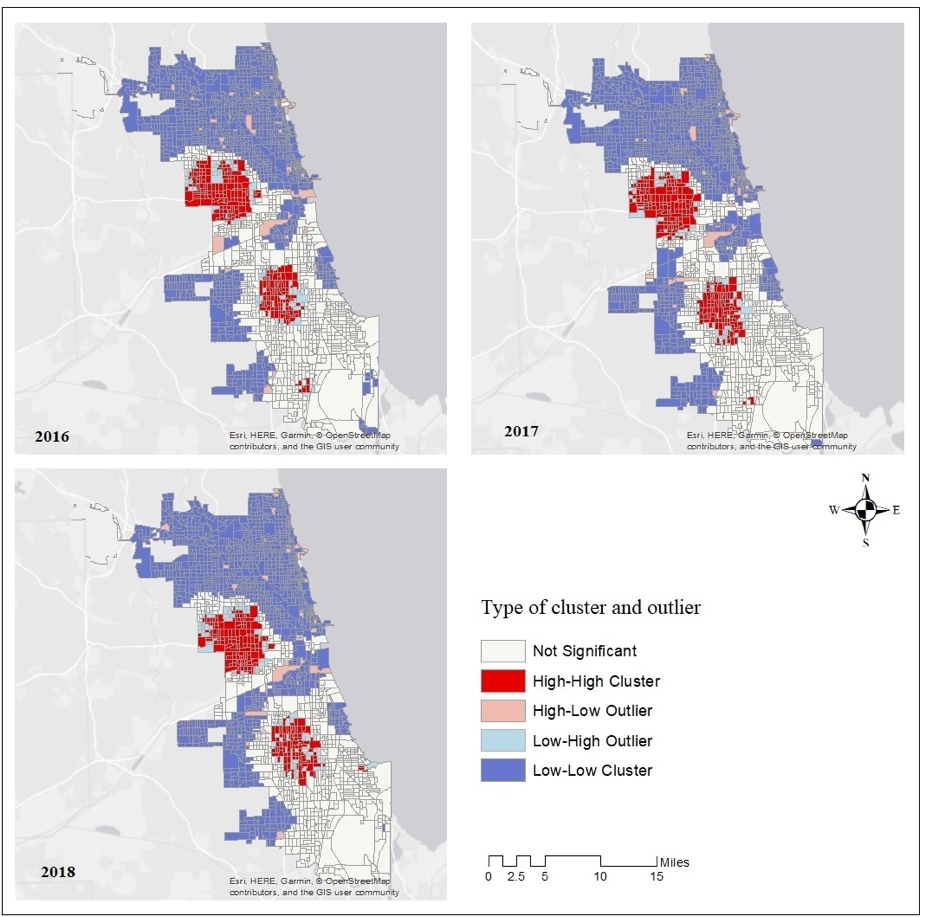 2016
Esri, HERE, Garmin, © OpenStreetMap
contributors, and the GIS user community
2017
Esri, HERE, Garmin, © OpenStreetMap
contributors, and the GIS user community
2018
Esri, HERE, Garmin, © OpenStreetMap
contributors, and the GIS user community
N
W E
S
Type of cluster and outlier
Not Significant
High-High Cluster
High-Low Outlier
Low-High Outlier
Low-Low Cluster
Miles
0 2.5 5 10 15